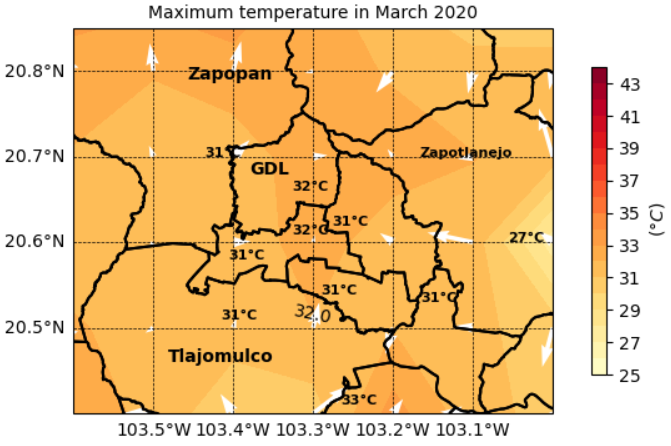 Maximum temperature in March 2020
20.8°N
Zapopan
43
41
20.7°N
31
Zapotlanejo
39
GDL
37
32°C
35
(°C)
32°C
31°C
33
20.6°N
27°C
31°C
31
31°C
31°C
29
31°C
32.0
27
20.5°N
Tlajomulco
25
33°C
103.5°W 103.4°W 103.3°W 103.2°W 103.1°W